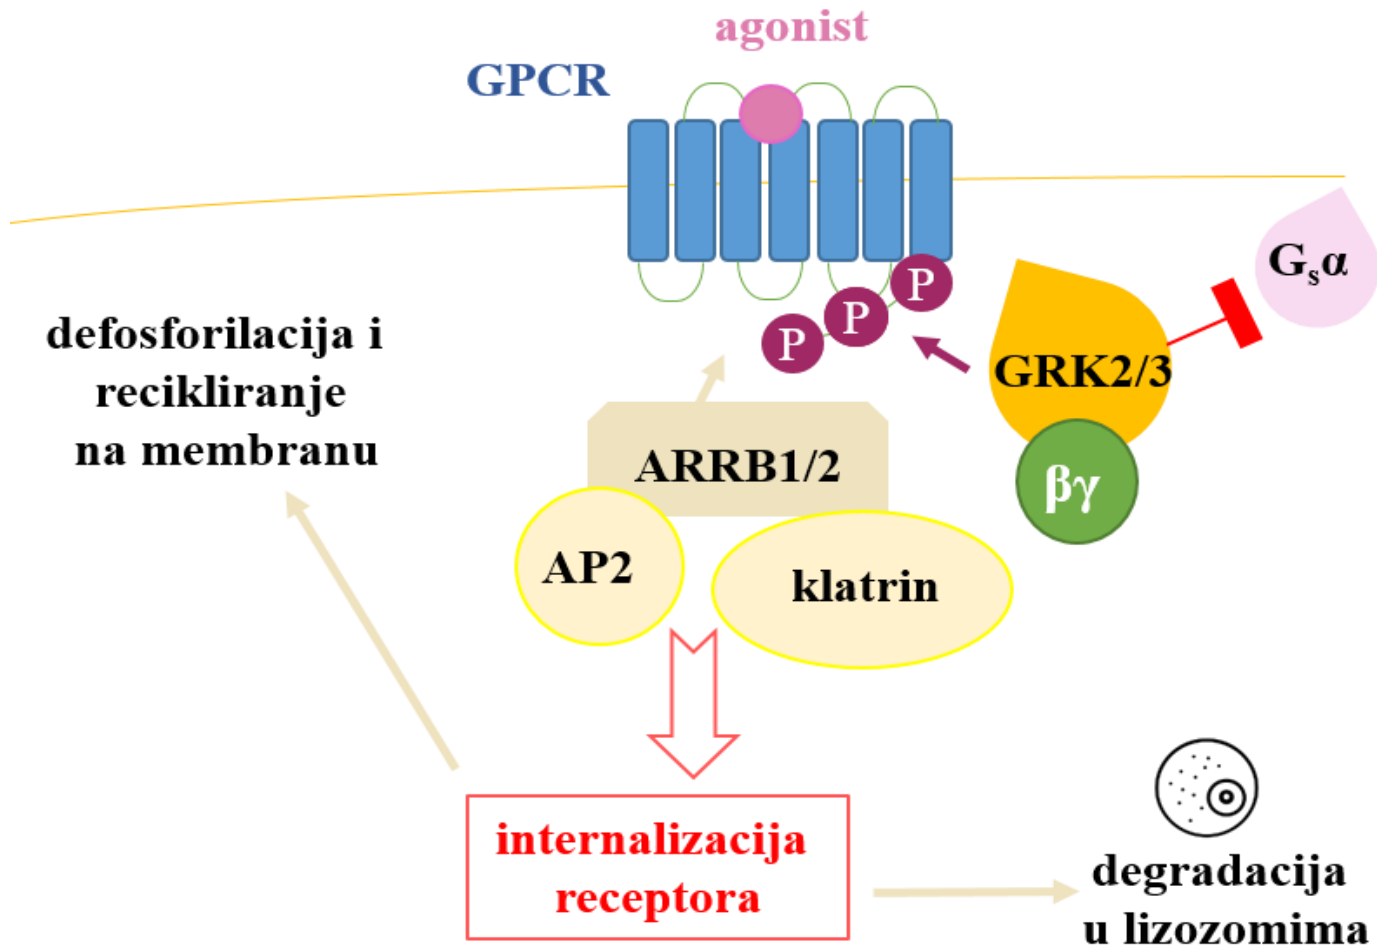 agonist
GPCR
Gsα
P
P
P
defosforilacija i
recikliranje
na membranu
GRK2/3
ARRB1/2
βγ
AP2
klatrin
internalizacija
receptora
degradacija
u lizozomima